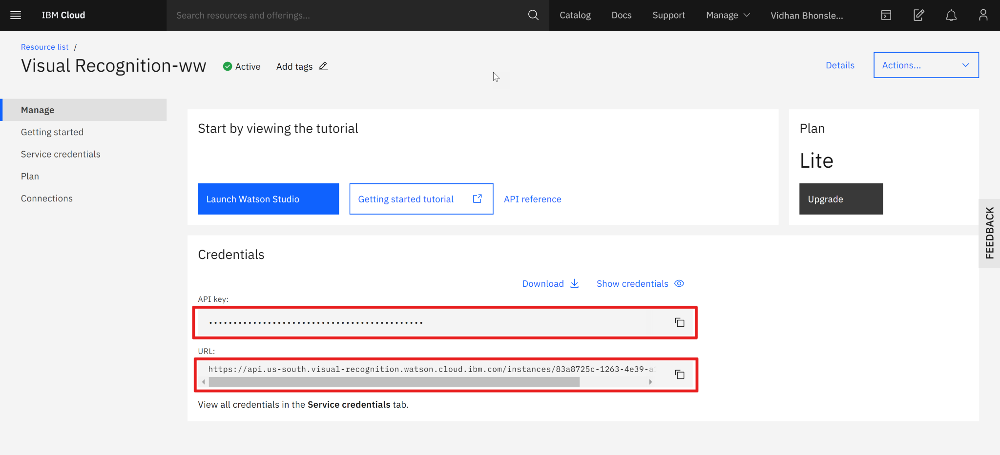 IBM Cloud
Search resources and offerings...
Catalog
Docs
Support
Manage
Vidhan Bhonsle...
Resource list /
Visual Recognition-ww
Active
Add tags
Details
Actions...
Manage
Getting started
Service credentials
Plan
Connections
Start by viewing the tutorial
Launch Watson Studio
Getting started tutorial
API reference
Plan
Lite
Upgrade
FEEDBACK
Credentials
Download
Show credentials
API key:
............................................
URL:
https://api.us-south.visual-recognition.watson.cloud.ibm.com/instances/83a8725c-1263-4e39-a
View all credentials in the Service credentials tab.